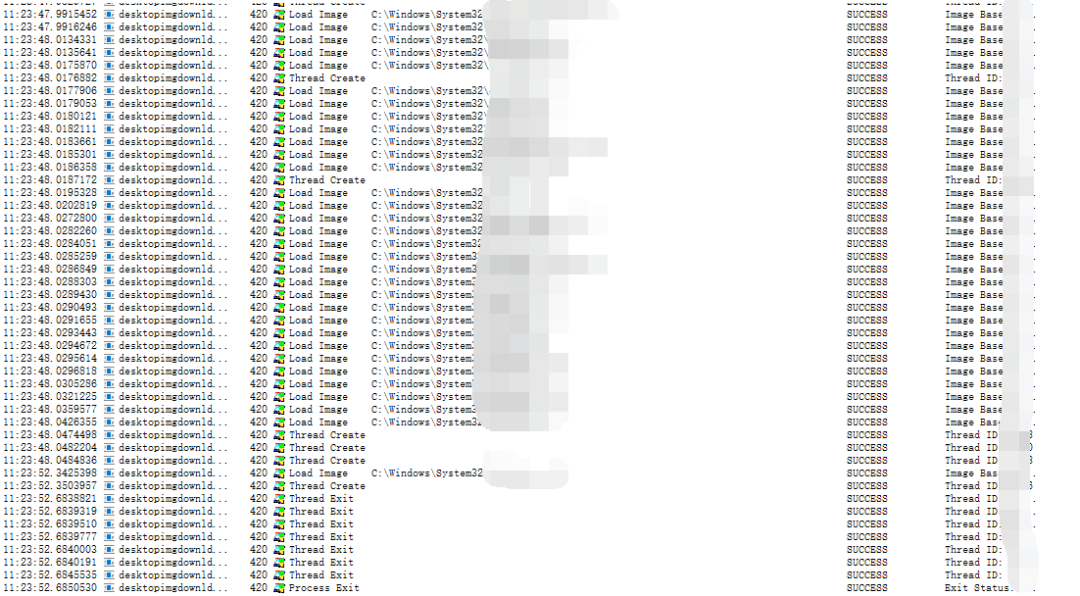 11:23:47.9915452 desktopimgdownld... 420 Load Image C:\Windows\System32 SUCCESS Image Base
11:23:47.9916246 desktopimgdownld... 420 Load Image C:\Windows\System32\ SUCCESS Image Base
11:23:48.0134331 desktopimgdownld... 420 Load Image C:\Windows\System32\ SUCCESS Image Base
11:23:48.0135641 desktopimgdownld... 420 Load Image C:\Windows\System32\ SUCCESS Image Base
11:23:48.0175870 desktopimgdownld... 420 Load Image C:\Windows\System32\ SUCCESS Image Base
11:23:48.0176882 desktopimgdownld... 420 Thread Create SUCCESS Thread ID:
11:23:48.0177906 desktopimgdownld... 420 Load Image C:\Windows\System32\ SUCCESS Image Base
11:23:48.0179053 desktopimgdownld... 420 Load Image C:\Windows\System32\ SUCCESS Image Base
11:23:48.0180121 desktopimgdownld... 420 Load Image C:\Windows\System32\ SUCCESS Image Base
11:23:48.0182111 desktopimgdownld... 420 Load Image C:\Windows\System32\ SUCCESS Image Base
11:23:48.0183661 desktopimgdownld... 420 Load Image C:\Windows\System32 SUCCESS Image Base
11:23:48.0185301 desktopimgdownld... 420 Load Image C:\Windows\System32 SUCCESS Image Base
11:23:48.0186358 desktopimgdownld... 420 Load Image C:\Windows\System32 SUCCESS Image Base
11:23:48.0187172 desktopimgdownld... 420 Thread Create SUCCESS Thread ID:
11:23:48.0195328 desktopimgdownld... 420 Load Image C:\Windows\System32 SUCCESS Image Base
11:23:48.0202819 desktopimgdownld... 420 Load Image C:\Windows\System32 SUCCESS Image Base
11:23:48.0272800 desktopimgdownld... 420 Load Image C:\Windows\System32 SUCCESS Image Base
11:23:48.0282260 desktopimgdownld... 420 Load Image C:\Windows\System32 SUCCESS Image Base
11:23:48.0284051 desktopimgdownld... 420 Load Image C:\Windows\System32 SUCCESS Image Base
11:23:48.0285259 desktopimgdownld... 420 Load Image C:\Windows\System3 SUCCESS Image Base
11:23:48.0286849 desktopimgdownld... 420 Load Image C:\Windows\System3 SUCCESS Image Base
11:23:48.0288303 desktopimgdownld... 420 Load Image C:\Windows\System3 SUCCESS Image Base
11:23:48.0289430 desktopimgdownld... 420 Load Image C:\Windows\System SUCCESS Image Base
11:23:48.0290493 desktopimgdownld... 420 Load Image C:\Windows\System SUCCESS Image Base
11:23:48.0291655 desktopimgdownld... 420 Load Image C:\Windows\System SUCCESS Image Base
11:23:48.0293443 desktopimgdownld... 420 Load Image C:\Windows\System SUCCESS Image Base
11:23:48.0294672 desktopimgdownld... 420 Load Image C:\Windows\System SUCCESS Image Base
11:23:48.0295614 desktopimgdownld... 420 Load Image C:\Windows\System SUCCESS Image Base
11:23:48.0296818 desktopimgdownld... 420 Load Image C:\Windows\System SUCCESS Image Base
11:23:48.0305286 desktopimgdownld... 420 Load Image C:\Windows\System SUCCESS Image Base
11:23:48.0321225 desktopimgdownld... 420 Load Image C:\Windows\System SUCCESS Image Base
11:23:48.0359577 desktopimgdownld... 420 Load Image C:\Windows\System SUCCESS Image Base
11:23:48.0426355 desktopimgdownld... 420 Load Image C:\Windows\System3 SUCCESS Image Bas
11:23:48.0474498 desktopimgdownld... 420 Thread Create SUCCESS Thread ID
11:23:48.0482204 desktopimgdownld... 420 Thread Create SUCCESS Thread ID
11:23:48.0484836 desktopimgdownld... 420 Thread Create SUCCESS Thread ID
11:23:52.3425398 desktopimgdownld... 420 Load Image C:\Windows\System32 SUCCESS Image Bas
11:23:52.3503957 desktopimgdownld... 420 Thread Create SUCCESS Thread ID:
11:23:52.6838821 desktopimgdownld... 420 Thread Exit SUCCESS Thread ID
11:23:52.6839319 desktopimgdownld... 420 Thread Exit SUCCESS Thread ID
11:23:52.6839510 desktopimgdownld... 420 Thread Exit SUCCESS Thread ID
11:23:52.6839777 desktopimgdownld... 420 Thread Exit SUCCESS Thread ID:
11:23:52.6840003 desktopimgdownld... 420 Thread Exit SUCCESS Thread ID:
11:23:52.6840191 desktopimgdownld... 420 Thread Exit SUCCESS Thread ID:
11:23:52.6845535 desktopimgdownld... 420 Thread Exit SUCCESS Thread ID:
11:23:52.6850530 desktopimgdownld... 420 Process Exit SUCCESS Exit Status